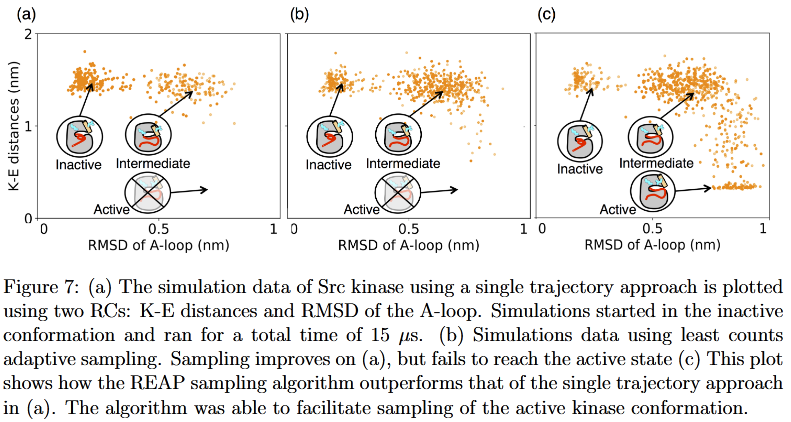 (a)
(b)
(c)
2
1
0
K-E distances (nm)
Inactive
Intermediate
Active
0
0.5
1
RMSD of A-loop (nm)
Inactive
Intermediate
Active
0
0.5
1
RMSD of A-loop (nm)
Inactive
Intermediate
Active
0
0.5
1
RMSD of A-loop (nm)
Figure 7: (a) The simulation data of Src kinase using a single trajectory approach is plotted
using two RCs: K-E distances and RMSD of the A-loop. Simulations started in the inactive
conformation and ran for a total time of 15 μs. (b) Simulations data using least counts
adaptive sampling. Sampling improves on (a), but fails to reach the active state (c) This plot
shows how the REAP sampling algorithm outperforms that of the single trajectory approach
in (a). The algorithm was able to facilitate sampling of the active kinase conformation.